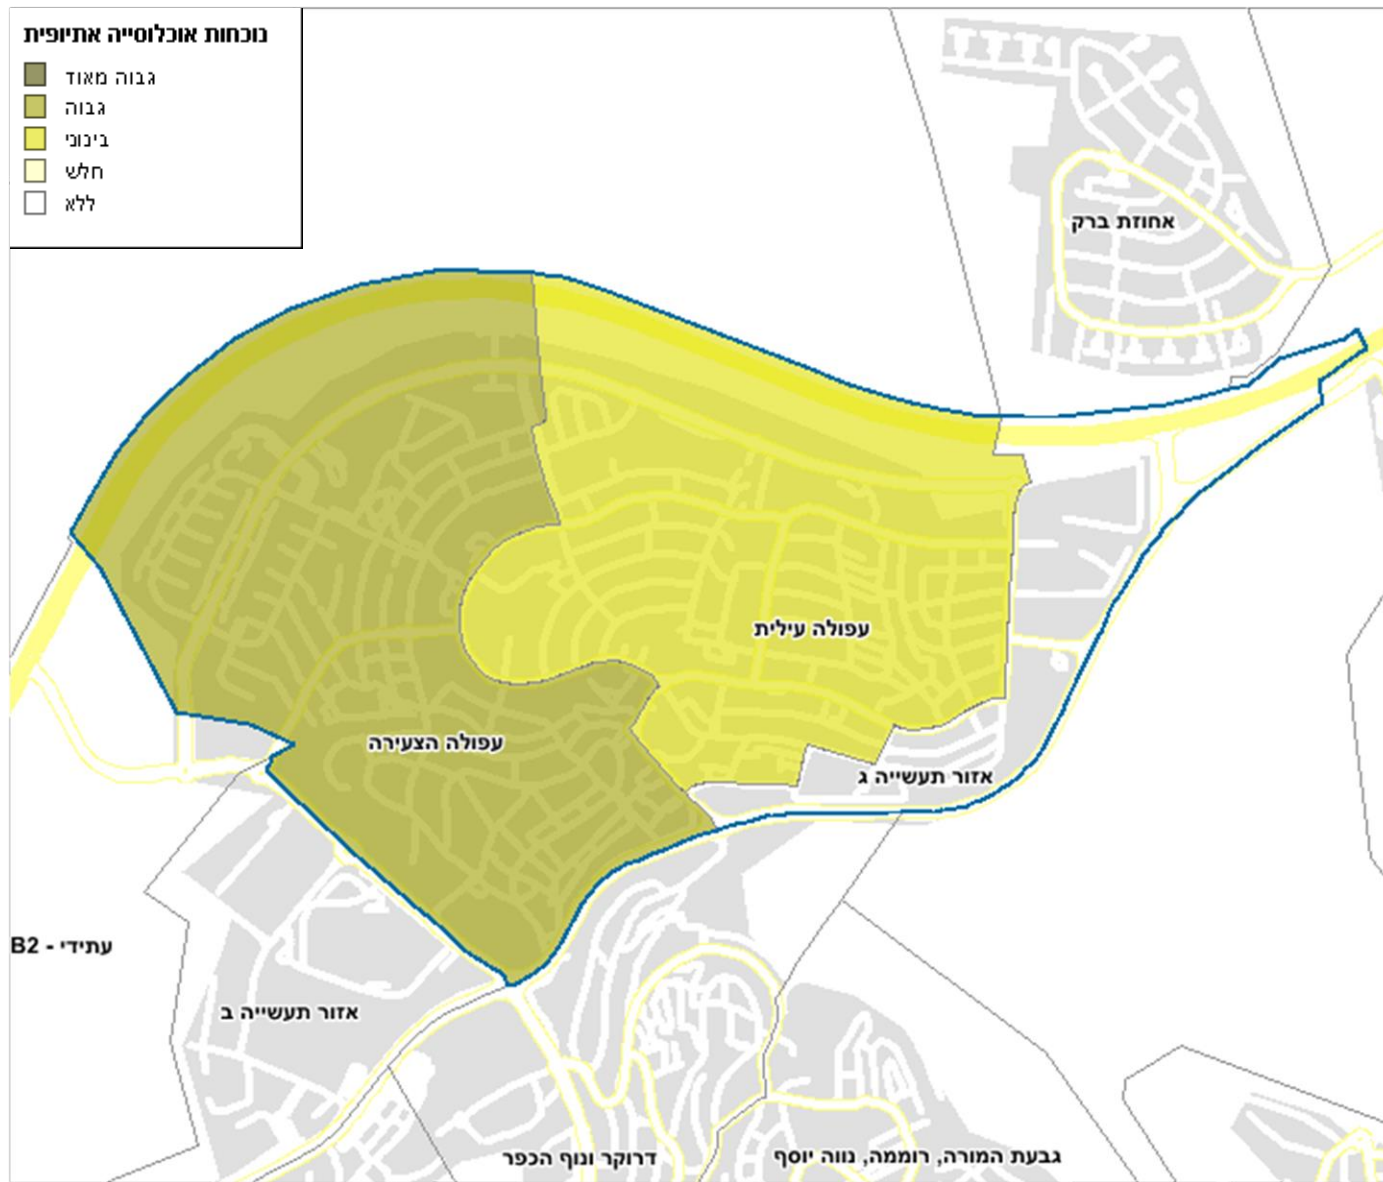 נוכחות אוכלוסייה אתיופית
גבוה מאוד
גבוה
בינוני
חלש
ללא
אחוזת ברק
עפולה עילית
עפולה הצעירה
אזור תעשייה ג
עתידי - B2
אזור תעשייה ב
דרוקר ונוף הכפר
גבעת המורה, רוממה, נווה יוסף